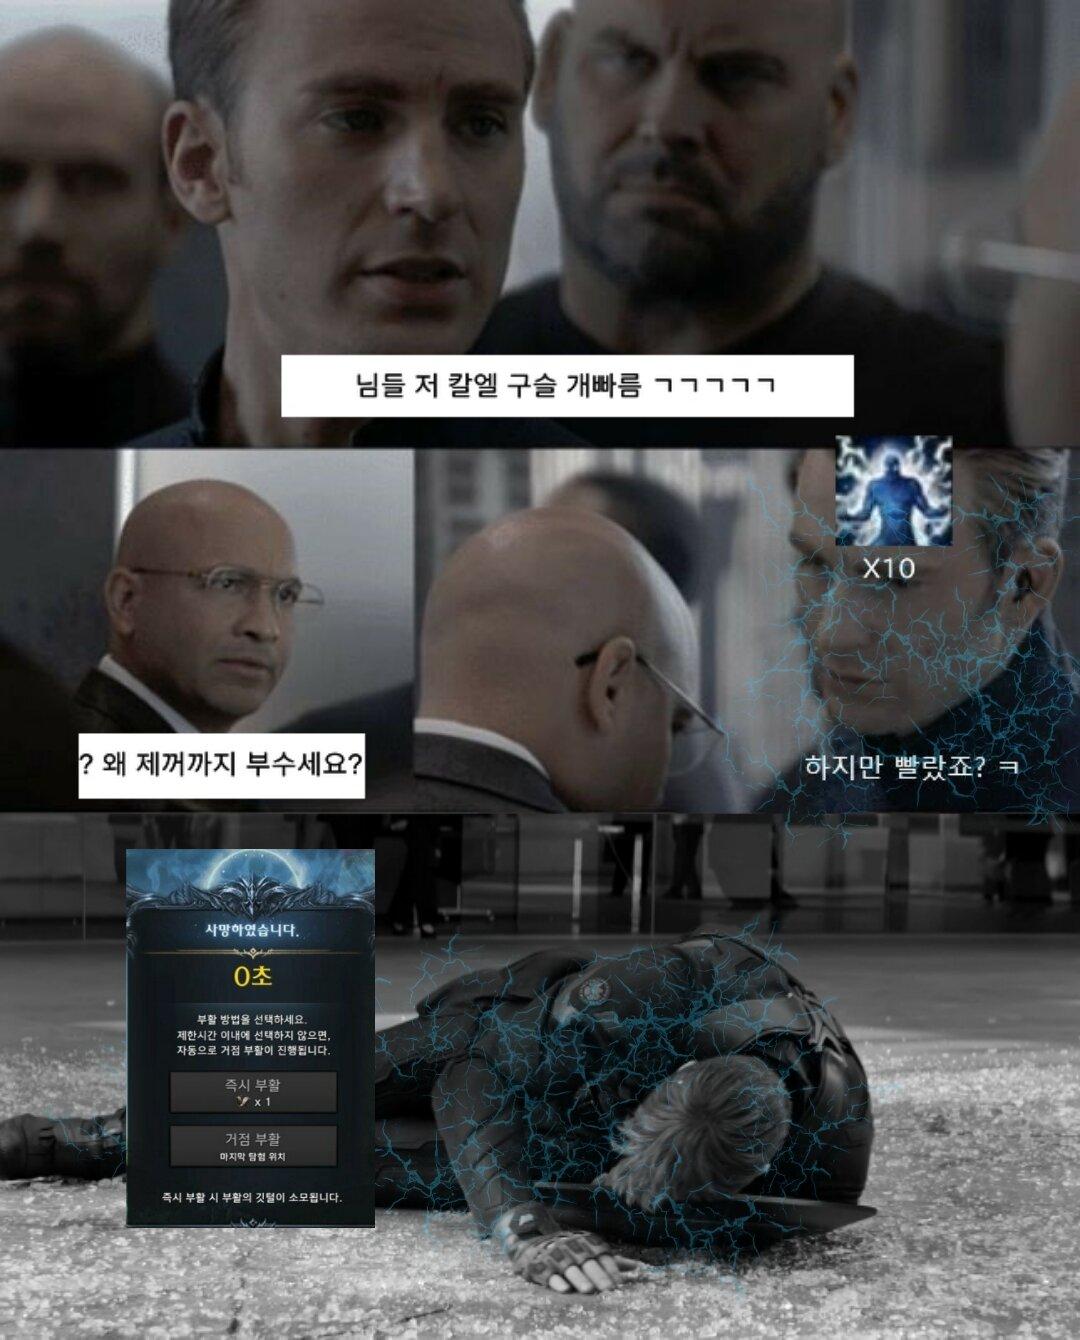 님들 저 칼엘 구슬 개빠름 ㄱㄱㄱㄱㄱ
X10
? 왜 제꺼까지 부수세요?
하지만 빨랐죠? ㅋ
사망하였습니다.
0초
부활 방법을 선택하세요.
제한시간 이내에 선택하지 않으면,
자동으로 거점 부활이 진행됩니다.
즉시 부활
x 1
거점 부활
마지막 탐험 위치
즉시 부활 시 부활의 깃털이 소모됩니다.